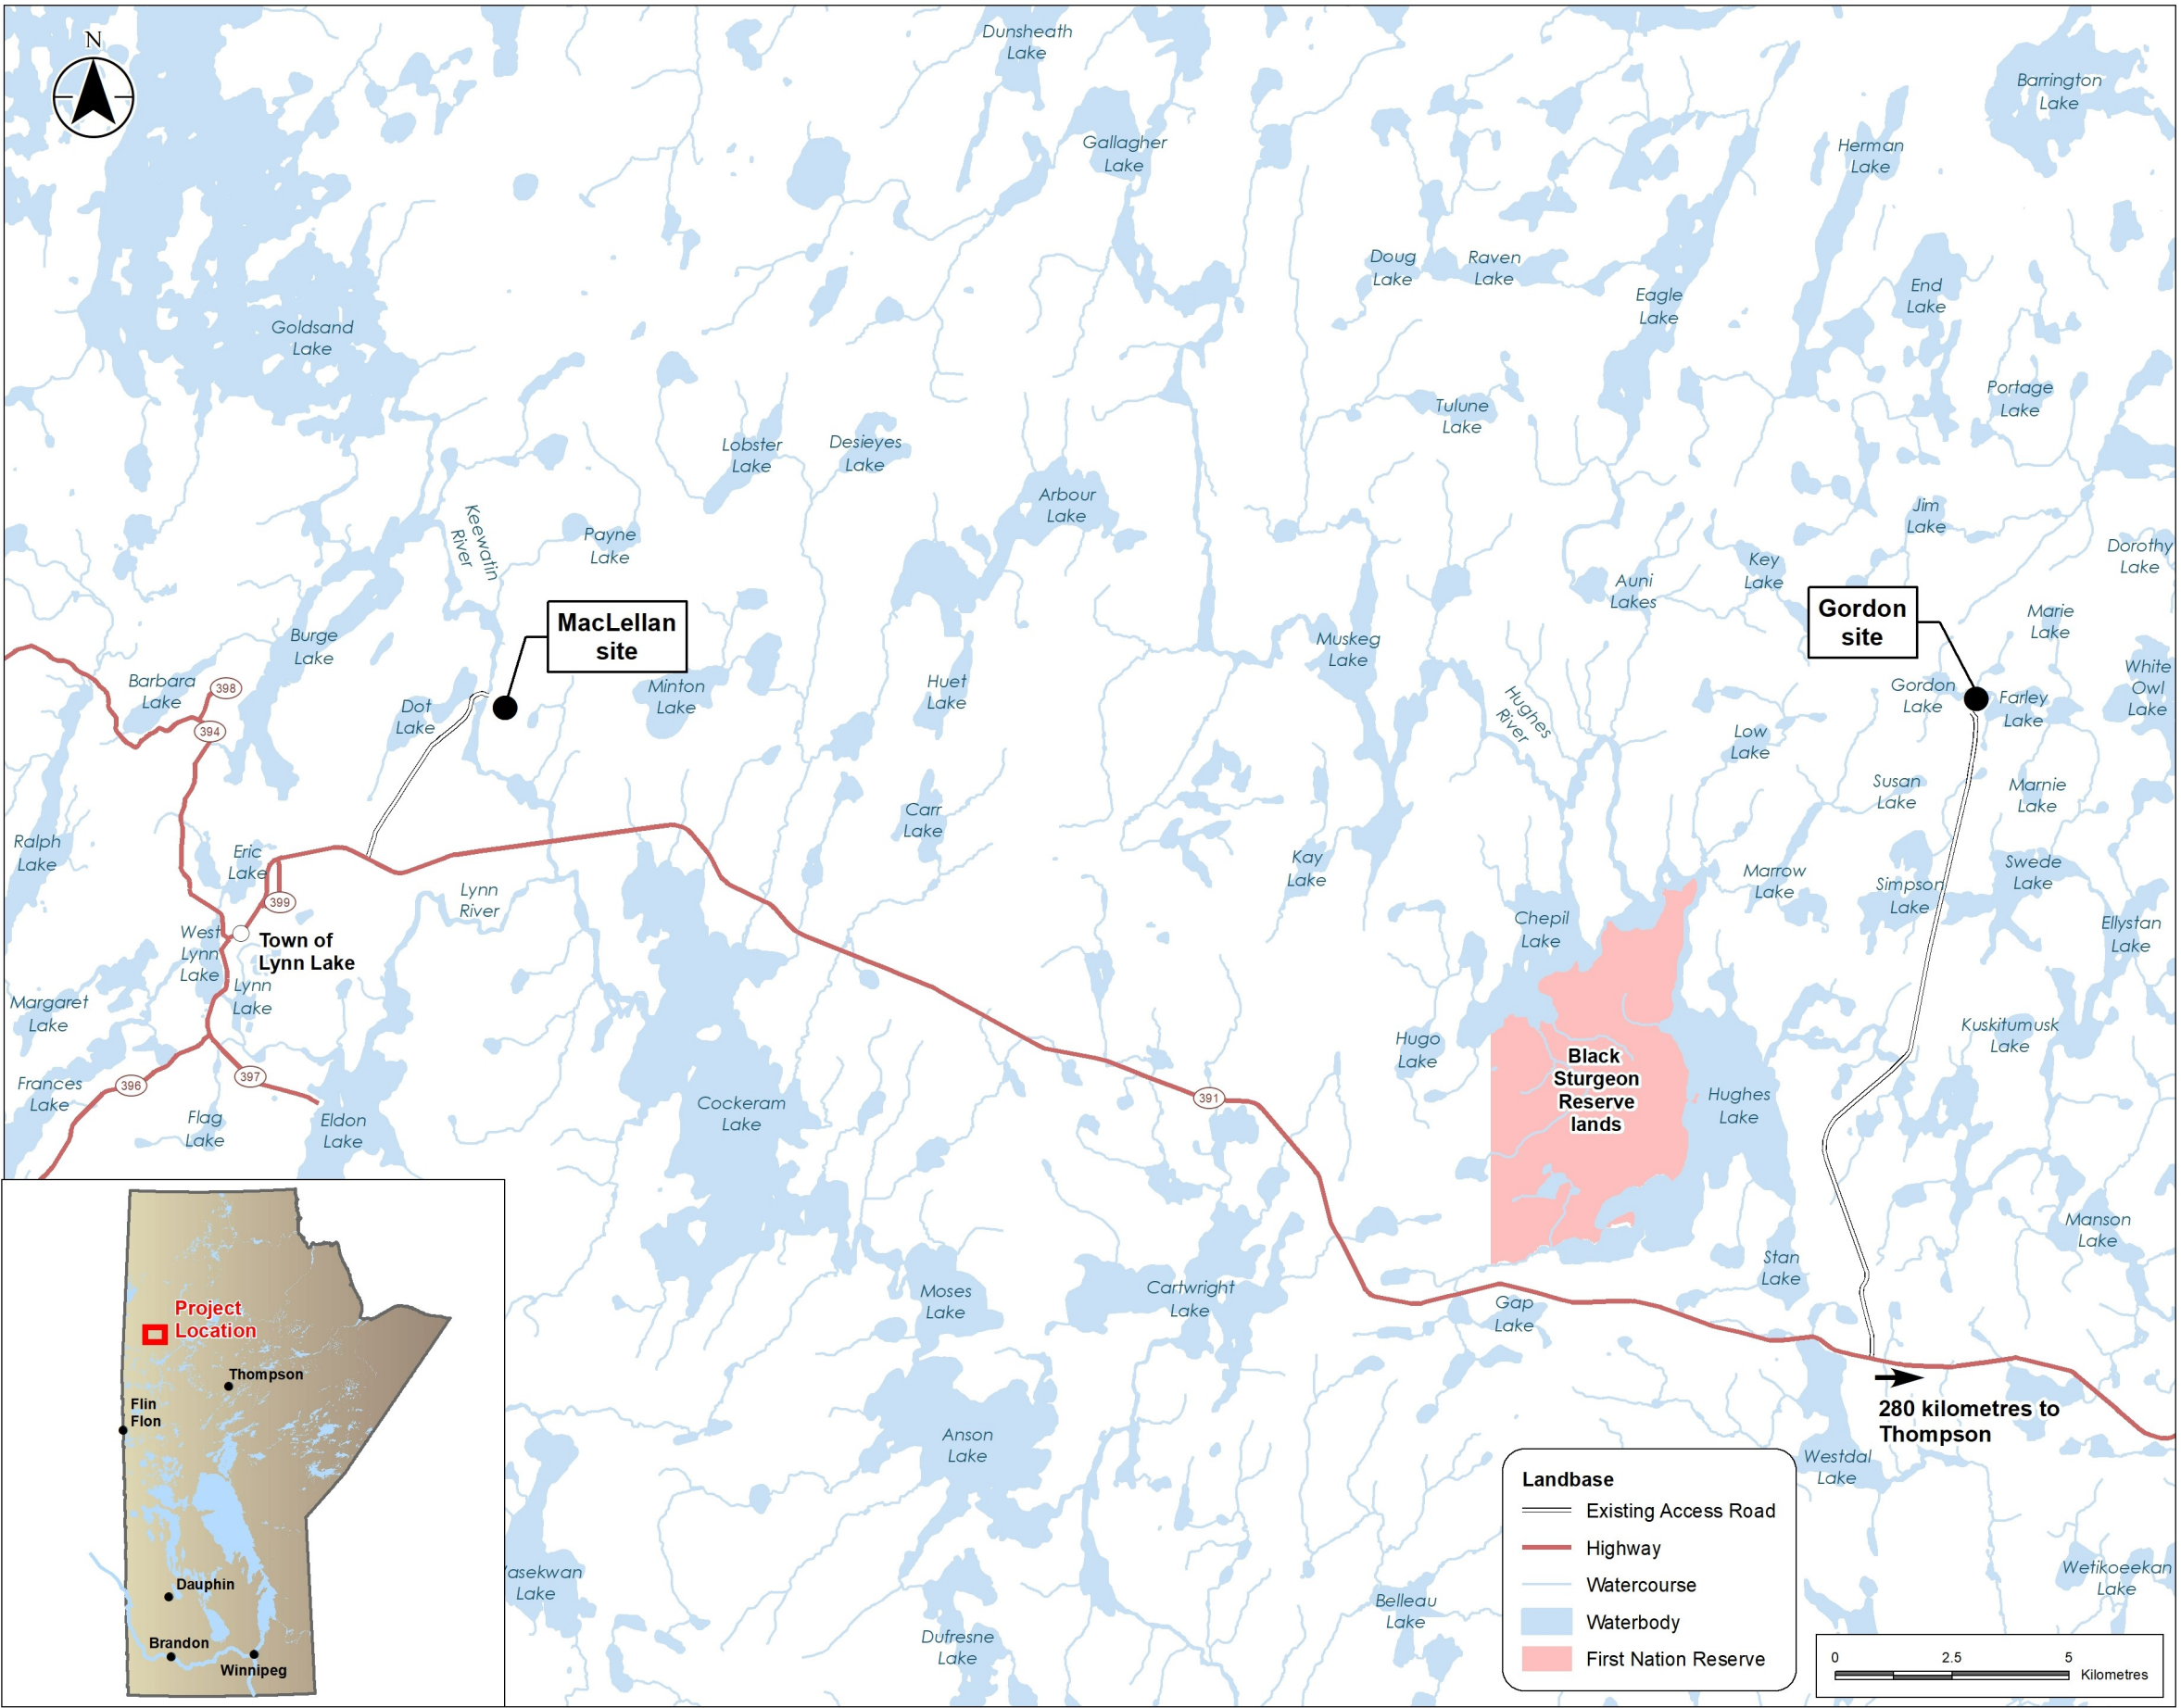 N
Dunsheath
Lake
Barrington
Lake
Gallagher
Lake
Herman
Lake
Doug
Lake
Raven
Lake
Eagle
Lake
End
Lake
Goldsand
Lake
Portage
Lake
Tulune
Lake
Lobster
Lake
Desieyes
Lake
Arbour
Lake
Jim
Lake
Keewatin
River
Payne
Lake
Dorothy
Lake
Key
Lake
Auni
Lakes
MacLellan
site
Gordon
site
Marie
Lake
Burge
Lake
Muskeg
Lake
Barbara
Lake
398
394
Dot
Lake
Minton
Lake
Huet
Lake
Hughes
River
Gordon
Lake
Farley
Lake
White
Owl
Lake
Low
Lake
Susan
Lake
Marnie
Lake
Carr
Lake
Ralph
Lake
Eric
Lake
399
Lynn
River
Kay
Lake
Marrow
Lake
Simpson
Lake
Swede
Lake
Chepil
Lake
Ellystan
Lake
West
Lynn
Lake
Town of
Lynn Lake
Lynn
Lake
Margaret
Lake
Hugo
Lake
Kuskitumusk
Lake
Black
Sturgeon
Reserve
lands
Hughes
Lake
Frances
Lake
396
397
391
Flag
Lake
Eldon
Lake
Cockeram
Lake
Manson
Lake
Stan
Lake
Moses
Lake
Cartwright
Lake
Gap
Lake
280 kilometres to
Thompson
Anson
Lake
Westdal
Lake
asekwan
Lake
Dufresne
Lake
Belleau
Lake
Wetikoeekan
Lake
Project
Location
Thompson
Flin
Flon
Dauphin
Brandon
Winnipeg
Landbase
Existing Access Road
Highway
Watercourse
Waterbody
First Nation Reserve
0 2.5 5
Kilometres